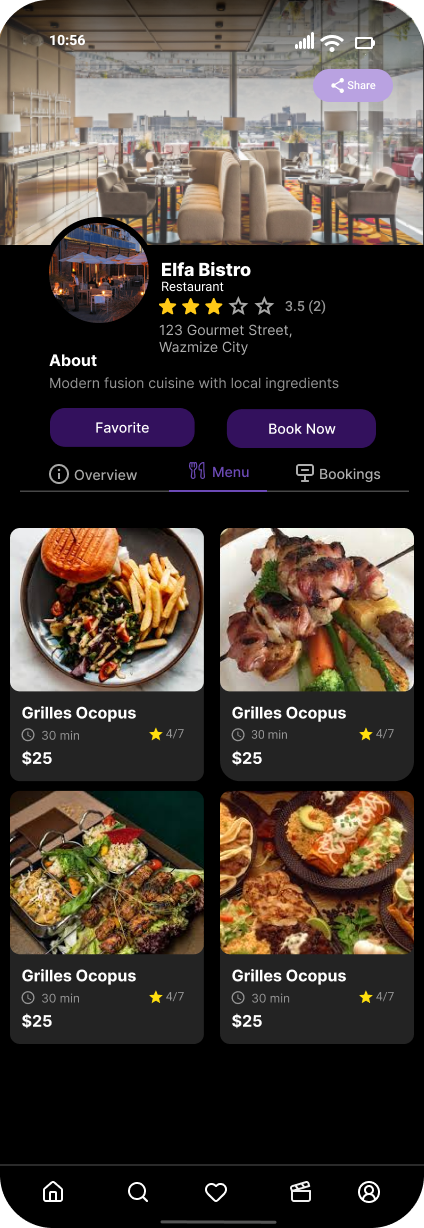 10:56
Share
Elfa Bistro
Restaurant
3.5 (2)
123 Gourmet Street,
Wazmize City
About
Modern fusion cuisine with local ingredients
Favorite
Book Now
Overview
Menu
Bookings
Grilles Ocopus
30 min
4/7
$25
Grilles Ocopus
30 min
4/7
$25
Grilles Ocopus
30 min
4/7
$25
Grilles Ocopus
30 min
4/7
$25